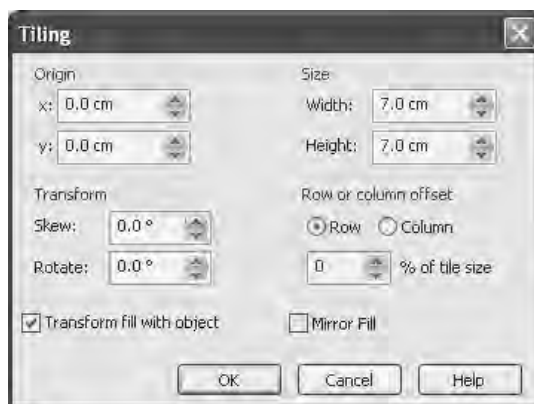 Tiling
Origin
x: 0.0 cm
y: 0.0 cm
Size
Width: 7.0 cm
Height: 7.0 cm
Transform
Skew: 0.0 °
Rotate: 0.0 °
Row or column offset
Row Column
0 % of tile size
Transform fill with object
Mirror Fill
OK Cancel Help